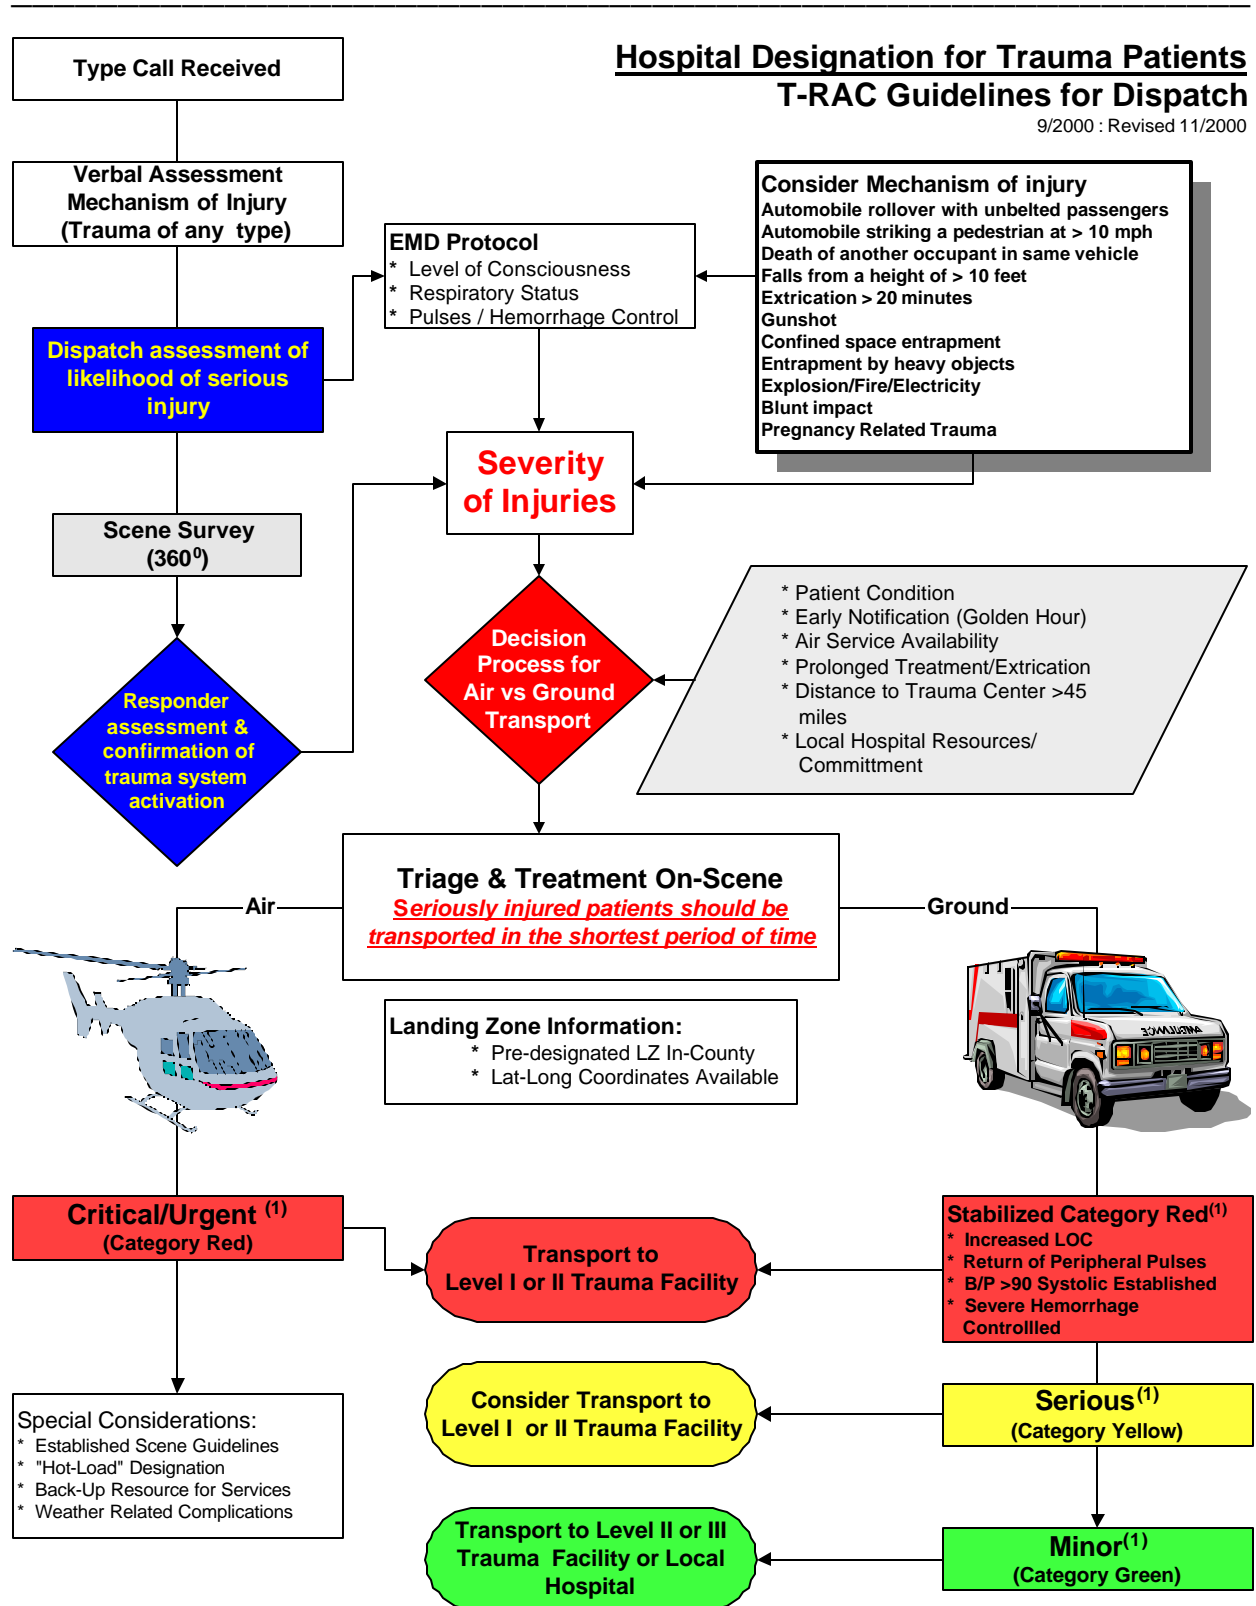 Hospital Designation for Trauma Patients
T-RAC Guidelines for Dispatch
9/2000 : Revised 11/2000
Type Call Received
Verbal Assessment
Mechanism of Injury
(Trauma of any type)
Dispatch assessment of
likelihood of serious
injury
Scene Survey
(360⁰)
Responder
assessment &
confirmation of
trauma system
activation
EMD Protocol
* Level of Consciousness
* Respiratory Status
* Pulses / Hemorrhage Control
Consider Mechanism of injury
Automobile rollover with unbelted passengers
Automobile striking a pedestrian at > 10 mph
Death of another occupant in same vehicle
Falls from a height of > 10 feet
Extrication > 20 minutes
Gunshot
Confined space entrapment
Entrapment by heavy objects
Explosion/Fire/Electricity
Blunt impact
Pregnancy Related Trauma
Severity
of Injuries
Decision
Process for
Air vs Ground
Transport
* Patient Condition
* Early Notification (Golden Hour)
* Air Service Availability
* Prolonged Treatment/Extrication
* Distance to Trauma Center >45
miles
* Local Hospital Resources/
Committment
Triage & Treatment On-Scene
Seriously injured patients should be
transported in the shortest period of time
Air
Ground
AMBULANCE
Landing Zone Information:
* Pre-designated LZ In-County
* Lat-Long Coordinates Available
Critical/Urgent (1)
(Category Red)
Transport to
Level I or II Trauma Facility
Stabilized Category Red(1)
* Increased LOC
* Return of Peripheral Pulses
* B/P >90 Systolic Established
* Severe Hemorrhage
Controllled
Special Considerations:
* Established Scene Guidelines
* "Hot-Load" Designation
* Back-Up Resource for Services
* Weather Related Complications
Consider Transport to
Level I or II Trauma Facility
Serious(1)
(Category Yellow)
Transport to Level II or III
Trauma Facility or Local
Hospital
Minor(1)
(Category Green)